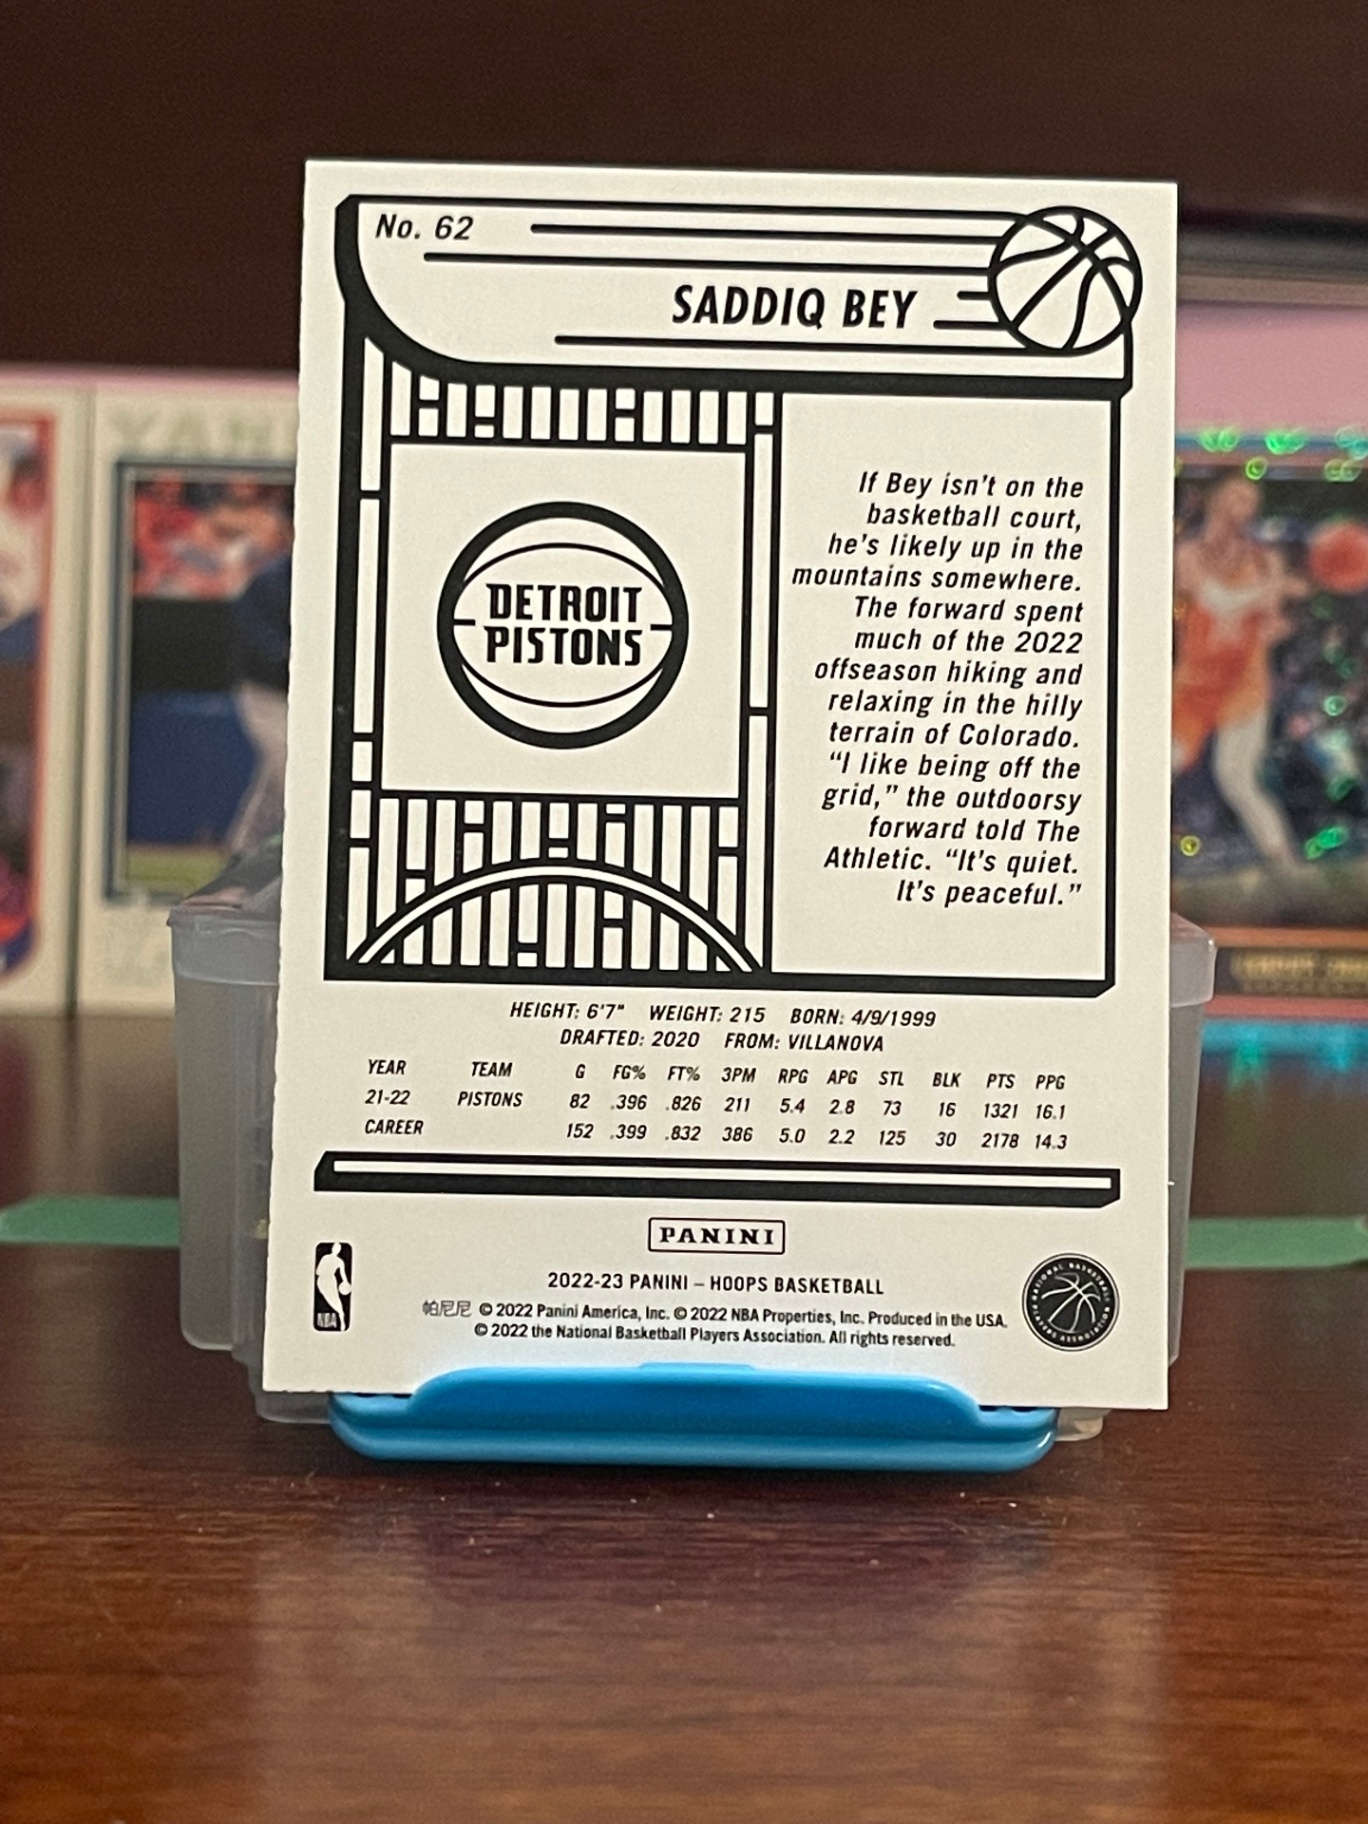 No. 62
SADDIQ BEY
DETROIT
PISTONS
If Bey isn't on the
basketball court,
he's likely up in the
mountains somewhere.
The forward spent
much of the 2022
offseason hiking and
relaxing in the hilly
terrain of Colorado.
"I like being off the
grid," the outdoorsy
forward told The
Athletic. "It's quiet.
It's peaceful."
HEIGHT: 6'7" WEIGHT: 215 BORN: 4/9/1999
DRAFTED: 2020 FROM: VILLANOVA
YEAR TEAM G FG% FT% 3PM RPG APG STL BLK PTS PPG
21-22 PISTONS 82 .396 .826 211 5.4 2.8 73 16 1321 16.1
CAREER 152 .399 .832 386 5.0 2.2 125 30 2178 14.3
PANINI
2022-23 PANINI – HOOPS BASKETBALL
帕尼尼 © 2022 Panini America, Inc. © 2022 NBA Properties, Inc. Produced in the USA.
© 2022 the National Basketball Players Association. All rights reserved.
NBA
NATIONAL BASKETBALL PLAYERS ASSOCIATION
YAN